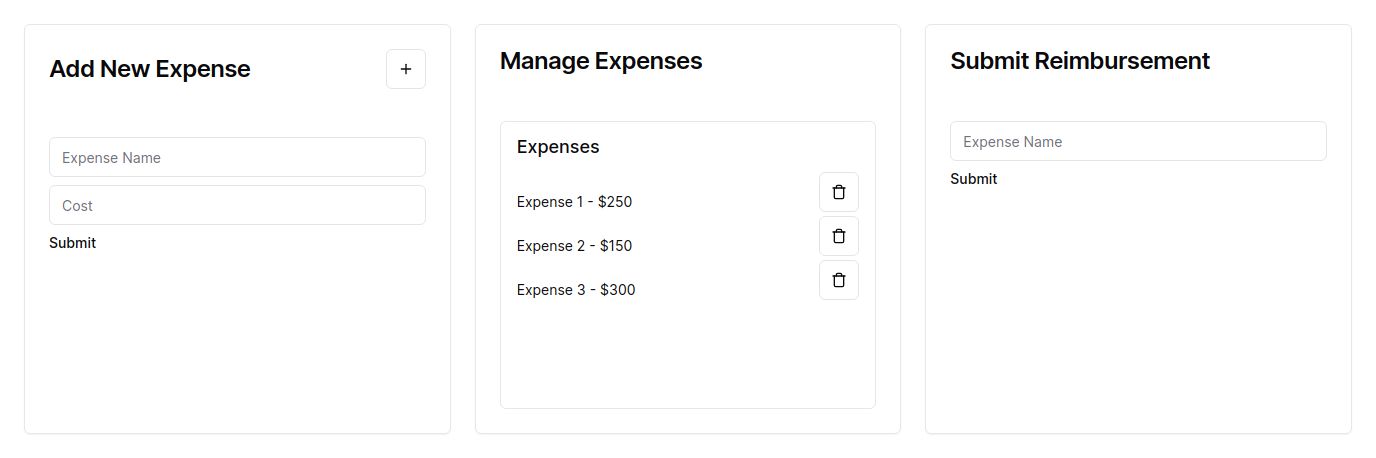 Add New Expense
+
Expense Name
Cost
Submit
Manage Expenses
Expenses
Expense 1 - $250
Expense 2 - $150
Expense 3 - $300
Submit Reimbursement
Expense Name
Submit